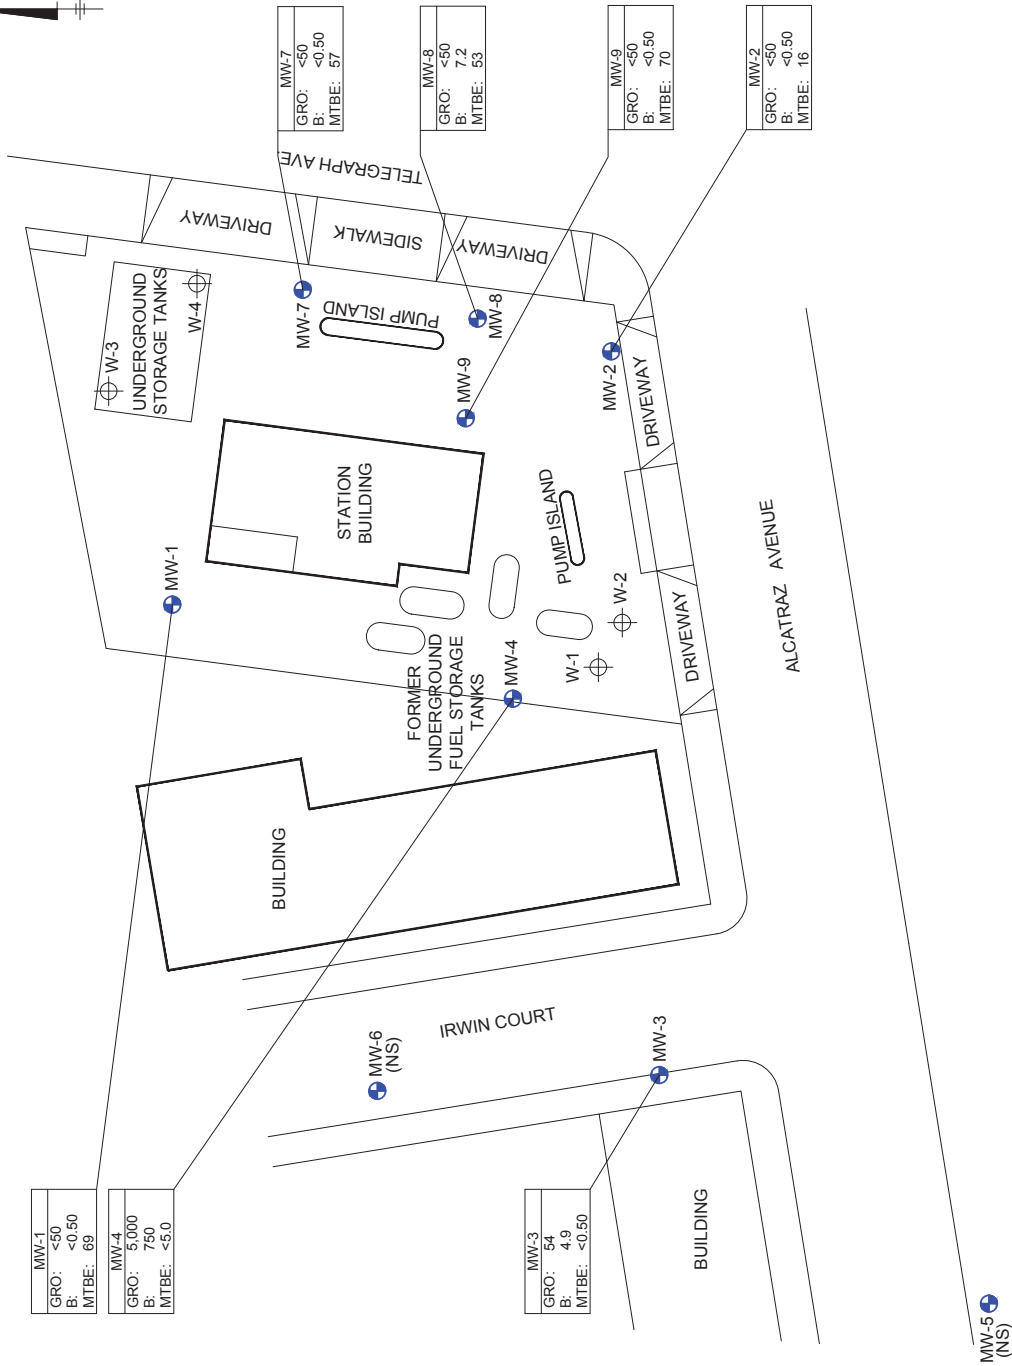 MW-7
GRO: <50
B: <0.50
MTBE: 57
MW-8
GRO: <50
B: 7.2
MTBE: 53
MW-9
GRO: <50
B: <0.50
MTBE: 70
MW-2
GRO: <50
B: <0.50
MTBE: 16
TELEGRAPH AVE.
DRIVEWAY
SIDEWALK
DRIVEWAY
W-3
UNDERGROUND
STORAGE TANKS
W-4
MW-7
PUMP ISLAND
MW-8
MW-9
MW-2
DRIVEWAY
STATION
BUILDING
PUMP ISLAND
MW-1
W-2
W-1
MW-4
DRIVEWAY
FORMER
UNDERGROUND
FUEL STORAGE
TANKS
ALCATRAZ AVENUE
BUILDING
IRWIN COURT
MW-6
(NS)
MW-3
MW-1
GRO: <50
B: <0.50
MTBE: 69
MW-4
GRO: 5,000
B: 750
MTBE: <5.0
MW-3
GRO: 54
B: 4.9
MTBE: <0.50
BUILDING
MW-5
(NS)